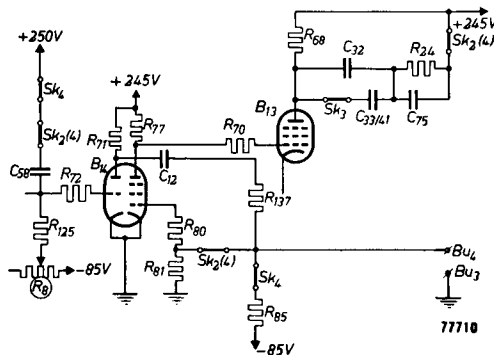 +250V
Sk4
Sk2(4)
C58
R72
R125
R8
-85V
+245V
R71
R77
B14
C12
R70
R80
R81
Sk2(4)
R137
Sk4
R85
-85V
B13
R68
C32
Sk3
C33/41
R24
C75
+245V
Sk2(4)
Bu4
Bu3
77710